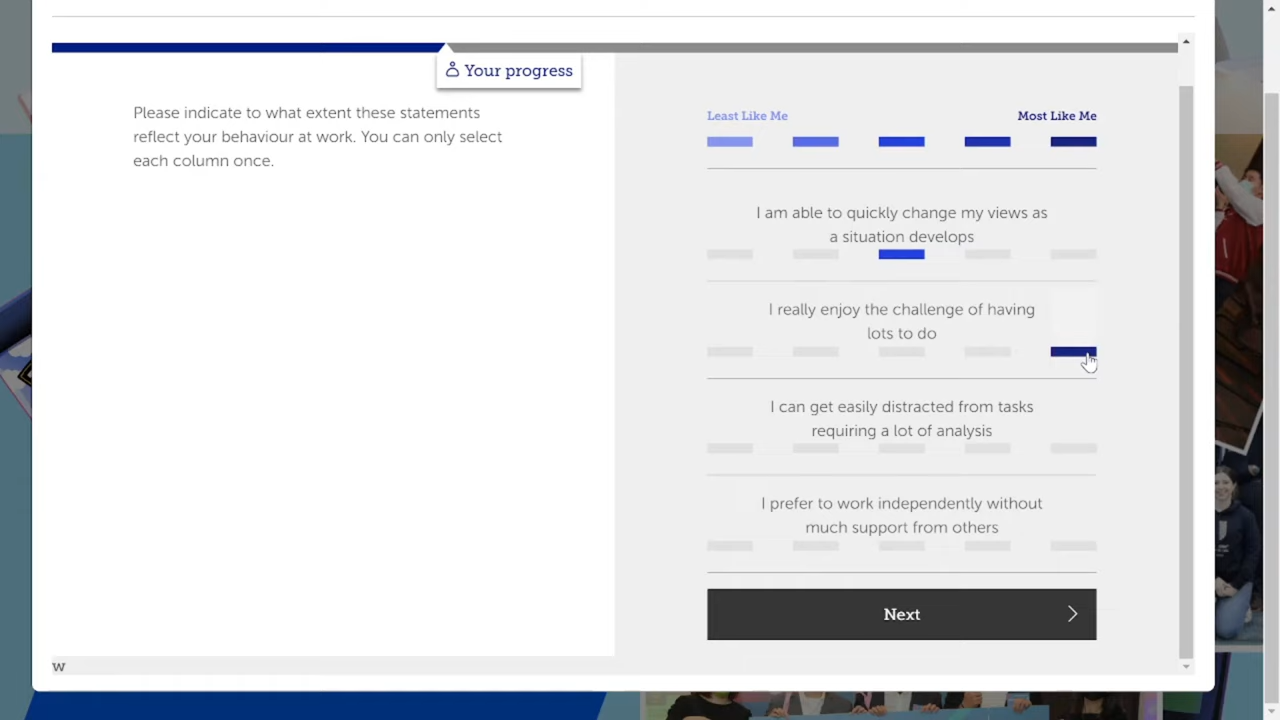 Your progress
Please indicate to what extent these statements
reflect your behaviour at work. You can only select
each column once.
Least Like Me
Most Like Me
I am able to quickly change my views as
a situation develops
I really enjoy the challenge of having
lots to do
I can get easily distracted from tasks
requiring a lot of analysis
I prefer to work independently without
much support from others
Next
w